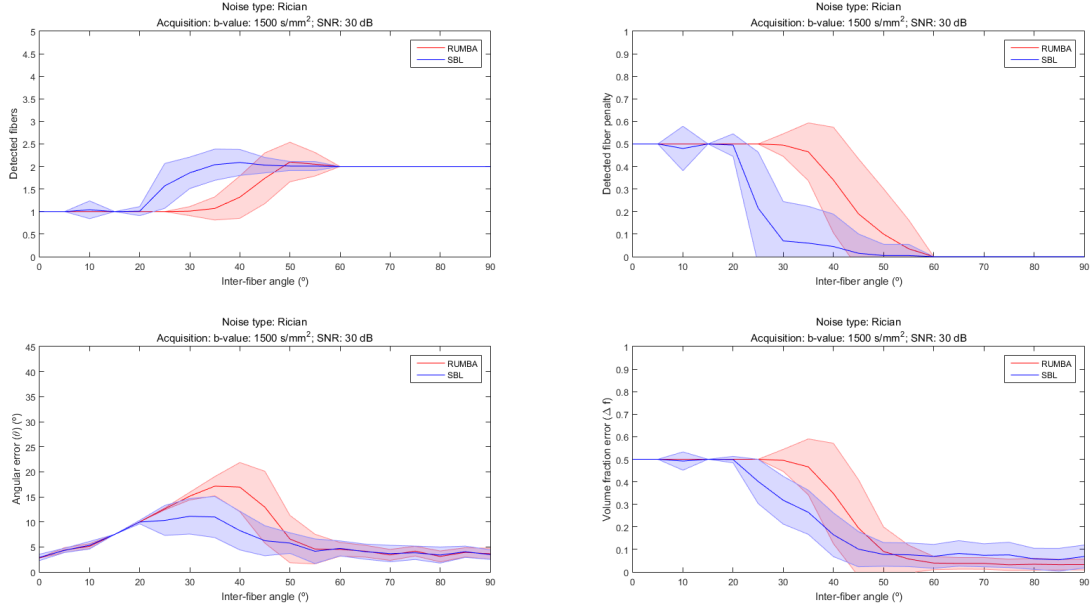 Noise type: Rician
Acquisition: b-value: 1500 s/mm²; SNR: 30 dB
5
4.5
4
3.5
3
2.5
2
1.5
1
0.5
0
Detected fibers
RUMBA
SBL
0 10 20 30 40 50 60 70 80 90
Inter-fiber angle (º)
Noise type: Rician
Acquisition: b-value: 1500 s/mm²; SNR: 30 dB
1
0.9
0.8
0.7
0.6
0.5
0.4
0.3
0.2
0.1
0
Detected fiber penalty
RUMBA
SBL
0 10 20 30 40 50 60 70 80 90
Inter-fiber angle (º)
Noise type: Rician
Acquisition: b-value: 1500 s/mm²; SNR: 30 dB
45
40
35
30
25
20
15
10
5
0
Angular error (θ) (º)
RUMBA
SBL
0 10 20 30 40 50 60 70 80 90
Inter-fiber angle (º)
Noise type: Rician
Acquisition: b-value: 1500 s/mm²; SNR: 30 dB
1
0.9
0.8
0.7
0.6
0.5
0.4
0.3
0.2
0.1
0
Volume fraction error (Δ f)
RUMBA
SBL
0 10 20 30 40 50 60 70 80 90
Inter-fiber angle (º)